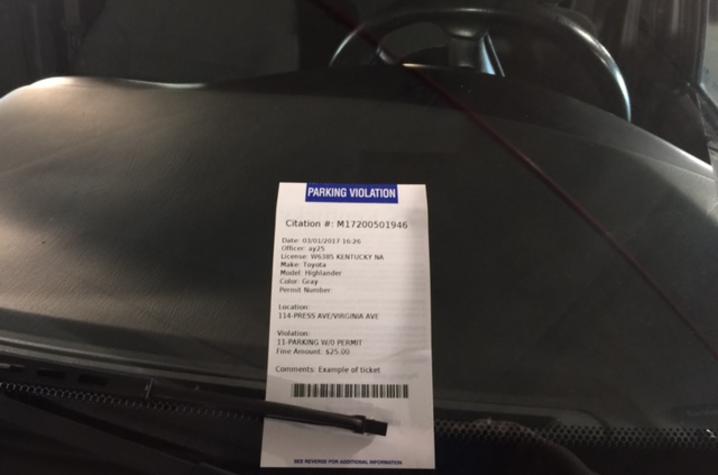 PARKING VIOLATION
Citation #: M17200501946
Date: 03/01/2017 16:26
Officer: ay25
License: W6385 KENTUCKY NA
Make: Toyota
Model: Highlander
Color: Gray
Permit Number:
Location:
114-PRESS AVE/VIRGINIA AVE
Violation:
11-PARKING W/O PERMIT
Fine Amount: $25.00
Comments: Example of ticket
SEE REVERSE FOR ADDITIONAL INFORMATION